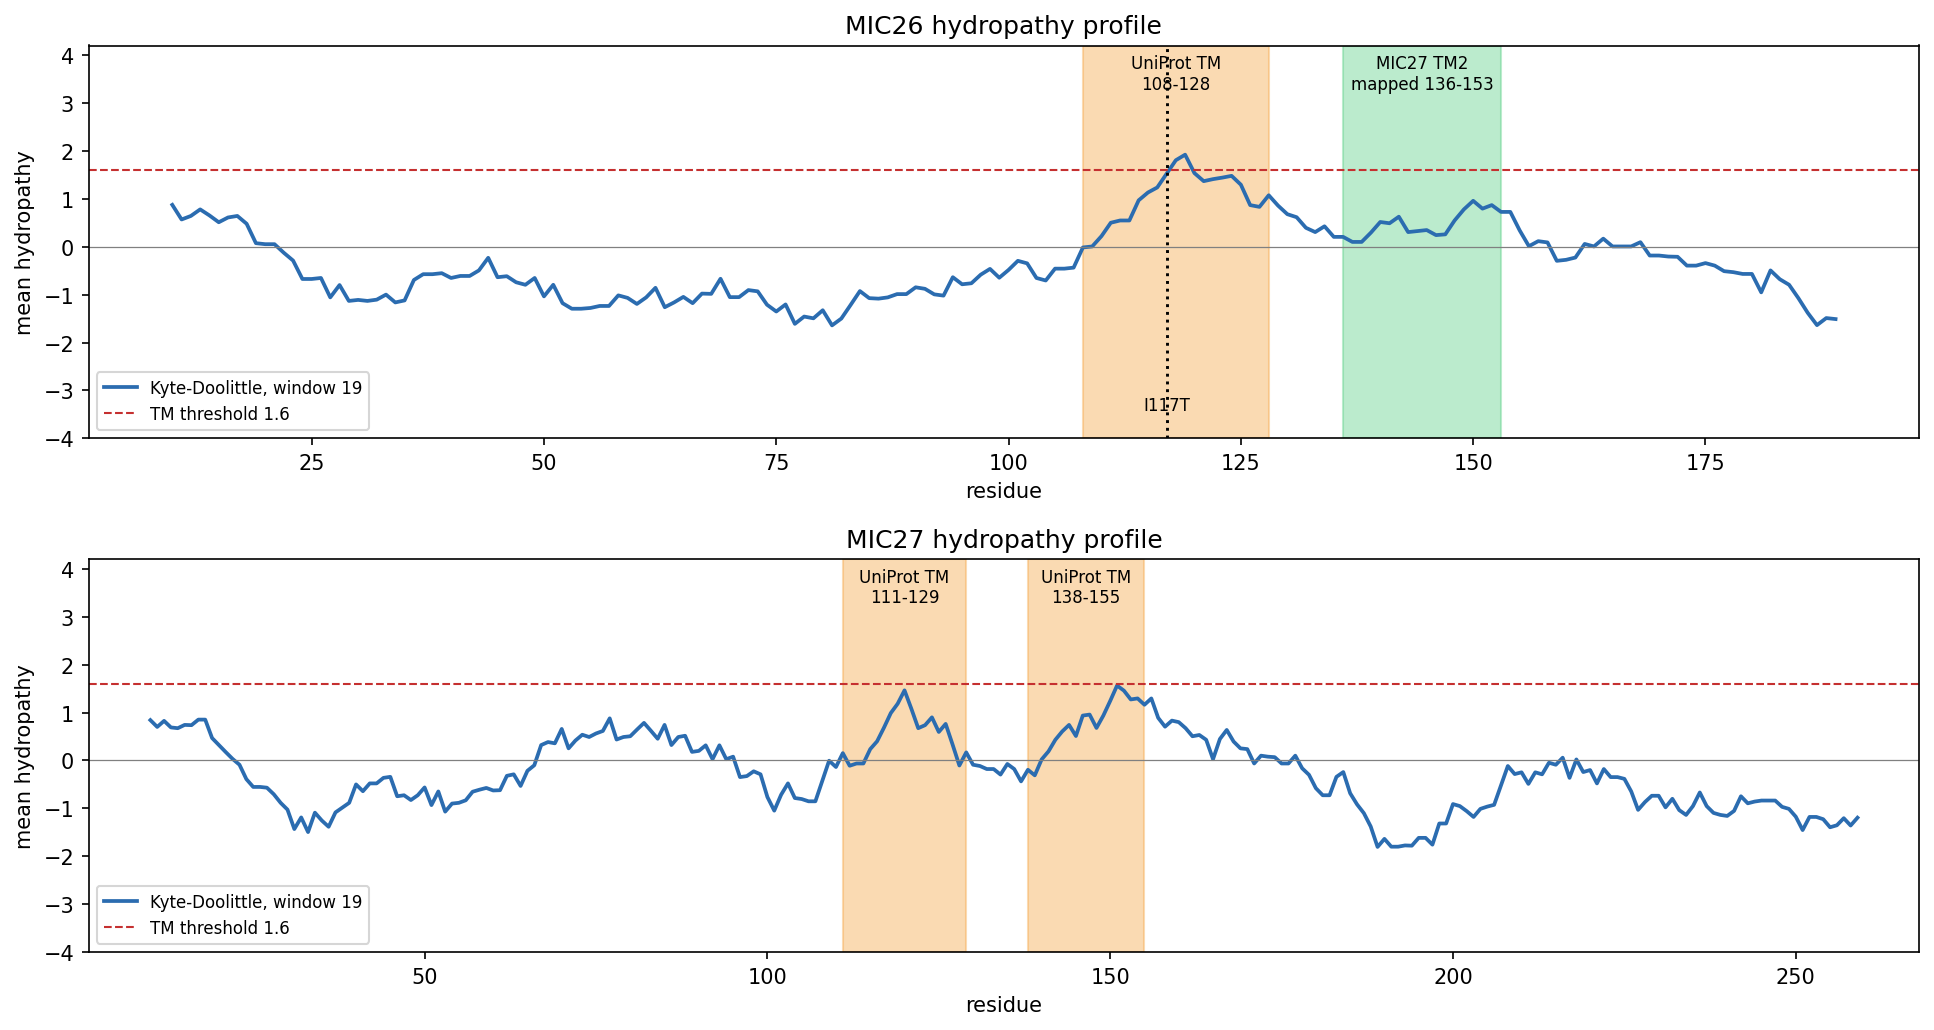 MIC26 hydropathy profile
4
3
2
1
0
−1
−2
−3
−4
mean hydropathy
UniProt TM
108-128
MIC27 TM2
mapped 136-153
I117T
Kyte-Doolittle, window 19
TM threshold 1.6
25
50
75
100
125
150
175
residue
MIC27 hydropathy profile
4
3
2
1
0
−1
−2
−3
−4
mean hydropathy
UniProt TM
111-129
UniProt TM
138-155
Kyte-Doolittle, window 19
TM threshold 1.6
50
100
150
200
250
residue